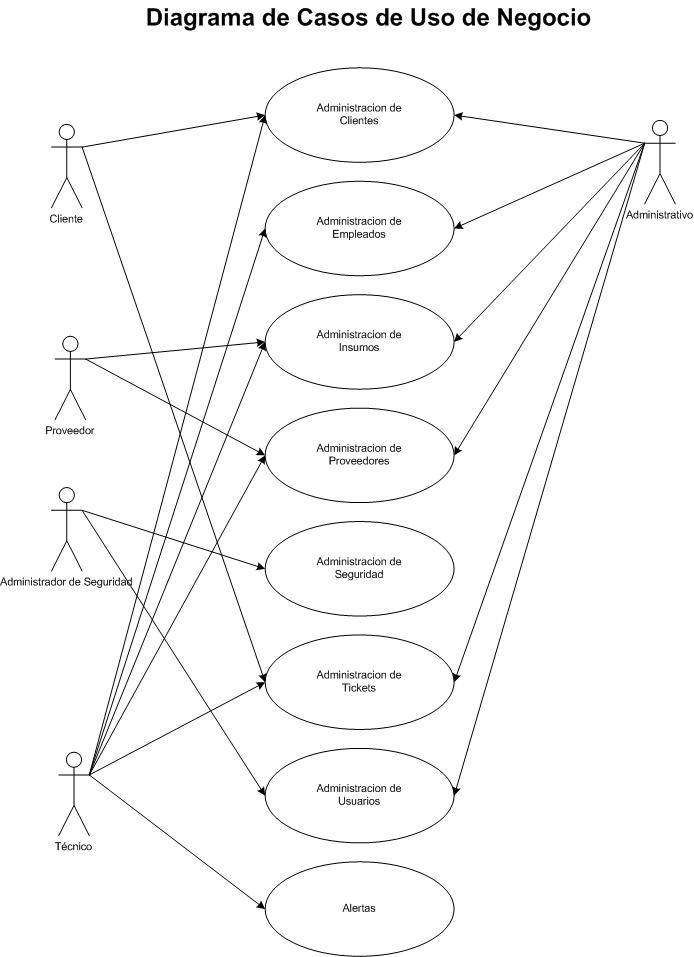 Diagrama de Casos de Uso de Negocio
Administracion de
Clientes
Cliente
Administrativo
Administracion de
Empleados
Administracion de
Insumos
Proveedor
Administracion de
Proveedores
Administracion de
Seguridad
Administrador de Seguridad
Administracion de
Tickets
Administracion de
Usuarios
Técnico
Alertas